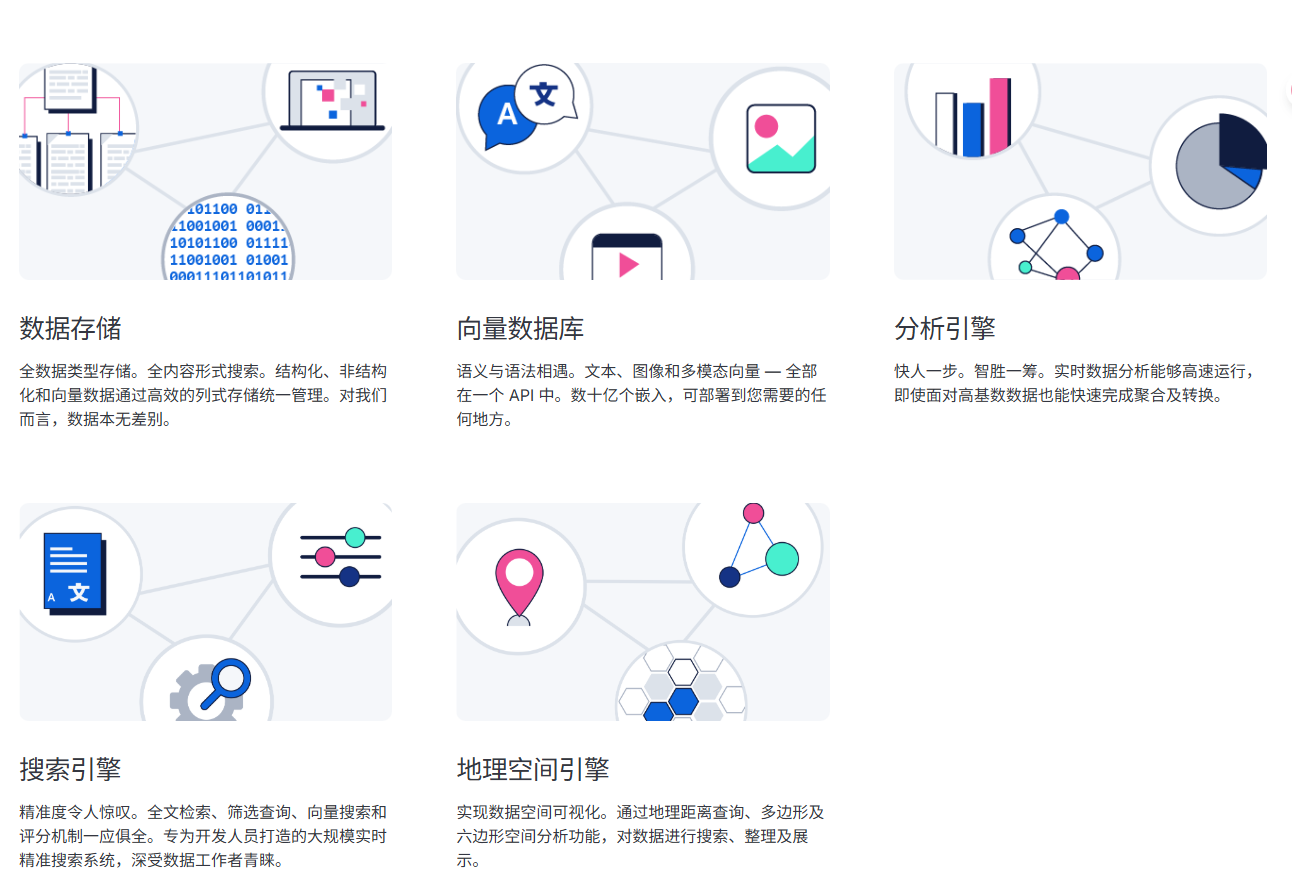 A 文
101100 011
11001001 0001
10101100 01111
11001001 01001
00011101101011
数据存储
全数据类型存储。全内容形式搜索。结构化、非结构
化和向量数据通过高效的列式存储统一管理。对我们
而言，数据本无差别。
向量数据库
语义与语法相遇。文本、图像和多模态向量 — 全部
在一个 API 中。数十亿个嵌入，可部署到您需要的任
何地方。
分析引擎
快人一步。智胜一筹。实时数据分析能够高速运行，
即使面对高基数数据也能快速完成聚合及转换。
A 文
搜索引擎
精准度令人惊叹。全文检索、筛选查询、向量搜索和
评分机制一应俱全。专为开发人员打造的大规模实时
精准搜索系统，深受数据工作者青睐。
地理空间引擎
实现数据空间可视化。通过地理距离查询、多边形及
六边形空间分析功能，对数据进行搜索、整理及展
示。